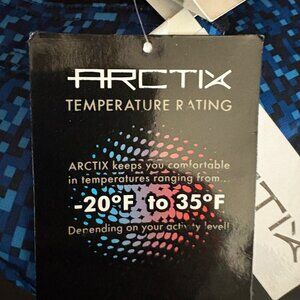 ARCTIX
TEMPERATURE RATING
ARCTIX keeps you comfortable
in temperatures ranging from...
-20°F to 35°F
Depending on your activity level!
ARCTIX